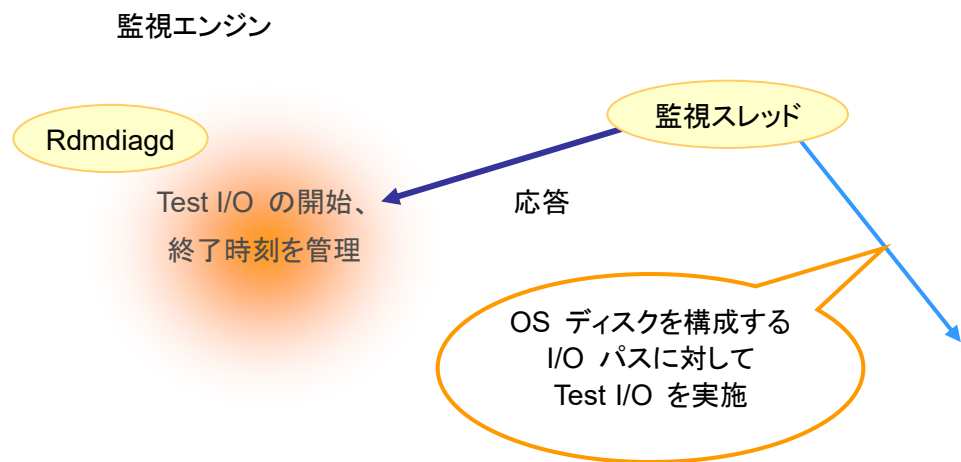 監視エンジン
監視スレッド
Rdmdiagd
Test I/O の開始、
終了時刻を管理
応答
OS ディスクを構成する
I/O パスに対して
Test I/O を実施